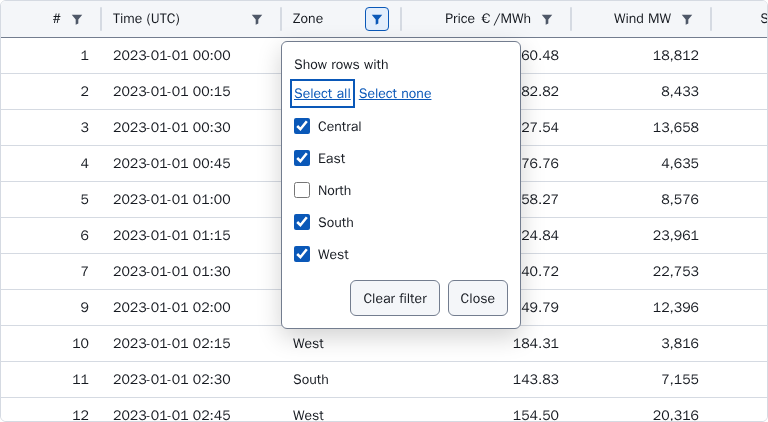 # Time (UTC) Zone Price € /MWh Wind MW S
1 2023-01-01 00:00 60.48 18,812
2 2023-01-01 00:15 82.82 8,433
3 2023-01-01 00:30 27.54 13,658
4 2023-01-01 00:45 76.76 4,635
5 2023-01-01 01:00 58.27 8,576
6 2023-01-01 01:15 24.84 23,961
7 2023-01-01 01:30 40.72 22,753
9 2023-01-01 02:00 49.79 12,396
10 2023-01-01 02:15 West 184.31 3,816
11 2023-01-01 02:30 South 143.83 7,155
12 2023-01-01 02:45 West 154.50 20,316
Show rows with
Select all Select none
Central
East
North
South
West
Clear filter Close